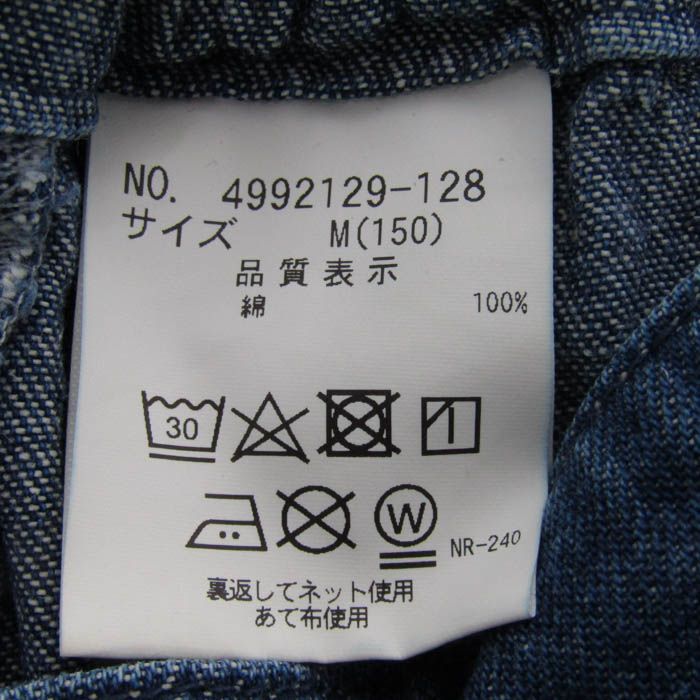 NO. 4992129-128
サイズ M(150)
品質表示
綿 100%
30
W
NR-240
裏返してネット使用
あて布使用